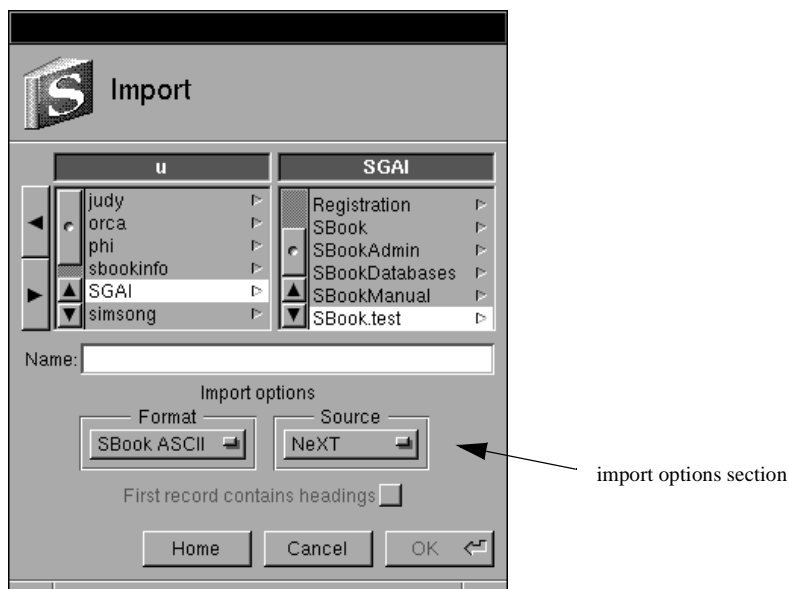 S
Import
u
SGAI
judy
orca
phi
sbookinfo
SGAI
simsong
Registration
SBook
SBookAdmin
SBookDatabases
SBookManual
SBook.test
Name:
Import options
Format
Source
SBook ASCII
NeXT
First record contains headings
Home
Cancel
OK
import options section